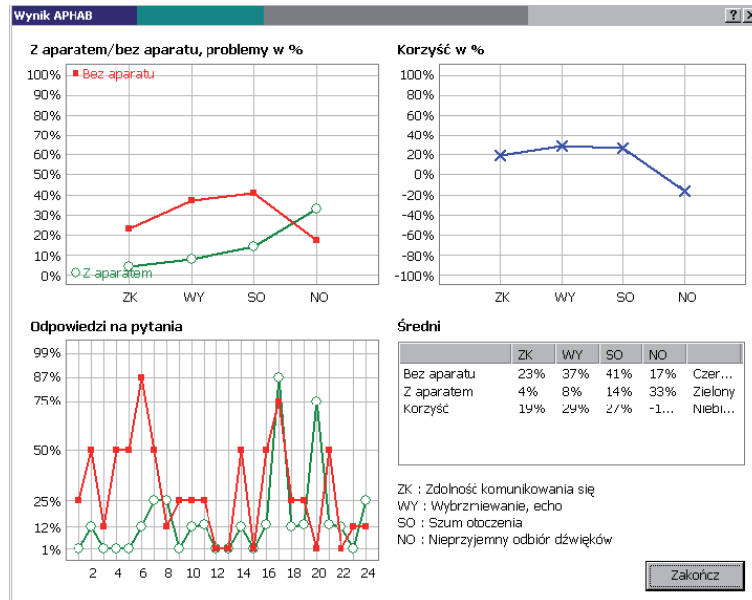 Wynik APHAB
Z aparatem/bez aparatu, problemy w %
100%
90%
80%
70%
60%
50%
40%
30%
20%
10%
0%
Bez aparatu
Z aparatem
ZK WY SO NO
Korzyść w %
100%
80%
60%
40%
20%
0%
-20%
-40%
-60%
-80%
-100%
ZK WY SO NO
Odpowiedzi na pytania
99%
87%
75%
50%
25%
12%
1%
2 4 6 8 10 12 14 16 18 20 22 24
Średni
ZK WY SO NO
Bez aparatu 23% 37% 41% 17% Czer...
Z aparatem 4% 8% 14% 33% Zielony
Korzyść 19% 29% 27% -1... Niebi...
ZK : Zdolność komunikowania się
WY : Wybrzniewanie, echo
SO : Szum otoczenia
NO : Nieprzyjemny odbiór dźwięków
Zakończ